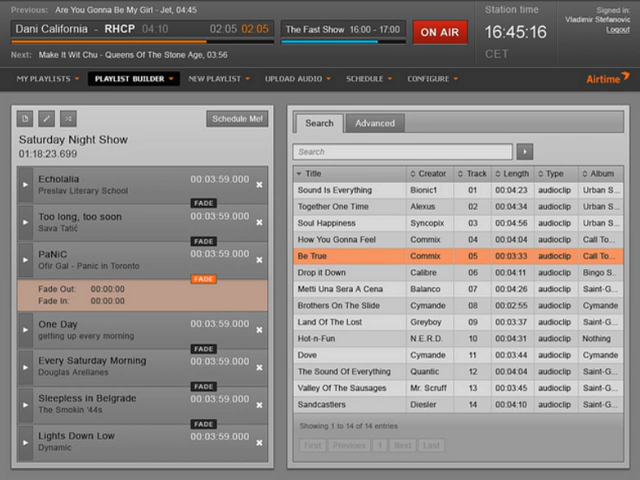 Previous: Are You Gonna Be My Girl - Jet, 04:45
Dani California - RHCP 04:10 02:05 02:05
Next: Make It Wit Chu - Queens Of The Stone Age, 03:56
The Fast Show 16:00 - 17:00
ON AIR
Station time
16:45:16
CET
Signed in:
Vladimir Stefanovic
Logout
MY PLAYLISTS PLAYLIST BUILDER NEW PLAYLIST UPLOAD AUDIO SCHEDULE CONFIGURE Airtime
Schedule Me!
Saturday Night Show
01:18:23.699
Echolalia 00:03:59.000
Preslav Literary School
FADE
Too long, too soon 00:03:59.000
Sava Tatić
FADE
PaNiC 00:03:59.000
Ofir Gal - Panic in Toronto
FADE
Fade Out: 00:00:00
Fade In: 00:00:00
One Day 00:03:59.000
getting up every morning
FADE
Every Saturday Morning 00:03:59.000
Douglas Arellanes
FADE
Sleepless in Belgrade 00:03:59.000
The Smokin '44s
FADE
Lights Down Low 00:03:59.000
Dynamic
Search Advanced
Search
Title Creator Track Length Type Album
Sound Is Everything Bionic1 01 00:04:23 audioclip Urban S...
Together One Time Alexus 02 00:04:34 audioclip Urban S...
Soul Happiness Syncopix 03 00:04:56 audioclip Urban S...
How You Gonna Feel Commix 04 00:04:04 audioclip Call To...
Be True Commix 05 00:03:33 audioclip Call To...
Drop it Down Calibre 06 00:04:11 audioclip Bingo S...
Metti Una Sera A Cena Balanco 07 00:04:26 audioclip Saint-G...
Brothers On The Slide Cymande 08 00:02:55 audioclip Cymande
Land Of The Lost Greyboy 09 00:03:37 audioclip Saint-G...
Hot-n-Fun N.E.R.D. 10 00:04:31 audioclip Nothing
Dove Cymande 11 00:03:44 audioclip Cymande
The Sound Of Everything Quantic 12 00:04:04 audioclip Saint-G...
Valley Of The Sausages Mr. Scruff 13 00:03:45 audioclip Saint-G...
Sandcastlers Diesler 14 00:04:10 audioclip Saint-G...
Showing 1 to 14 of 14 entries
First Previous 1 Next Last